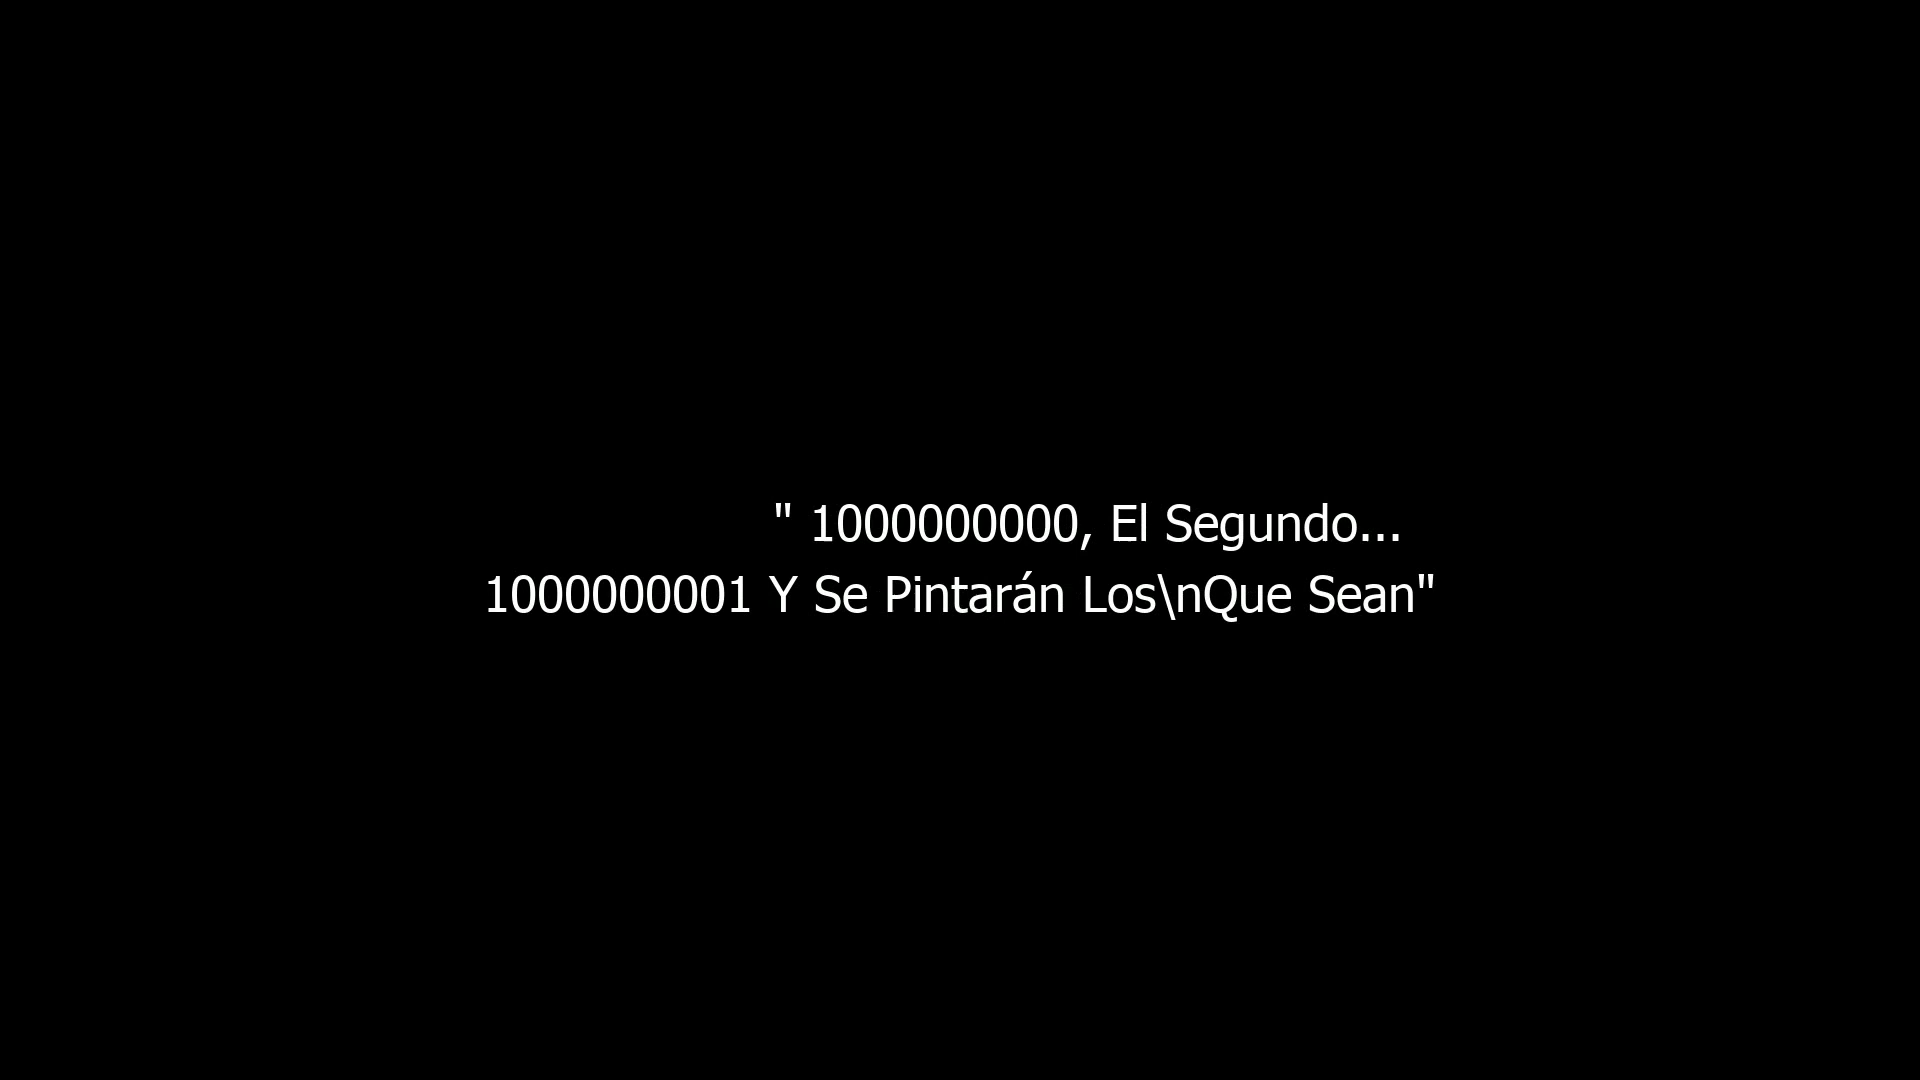 " 1000000000, El Segundo...
1000000001 Y Se Pintarán Los\nQue Sean"